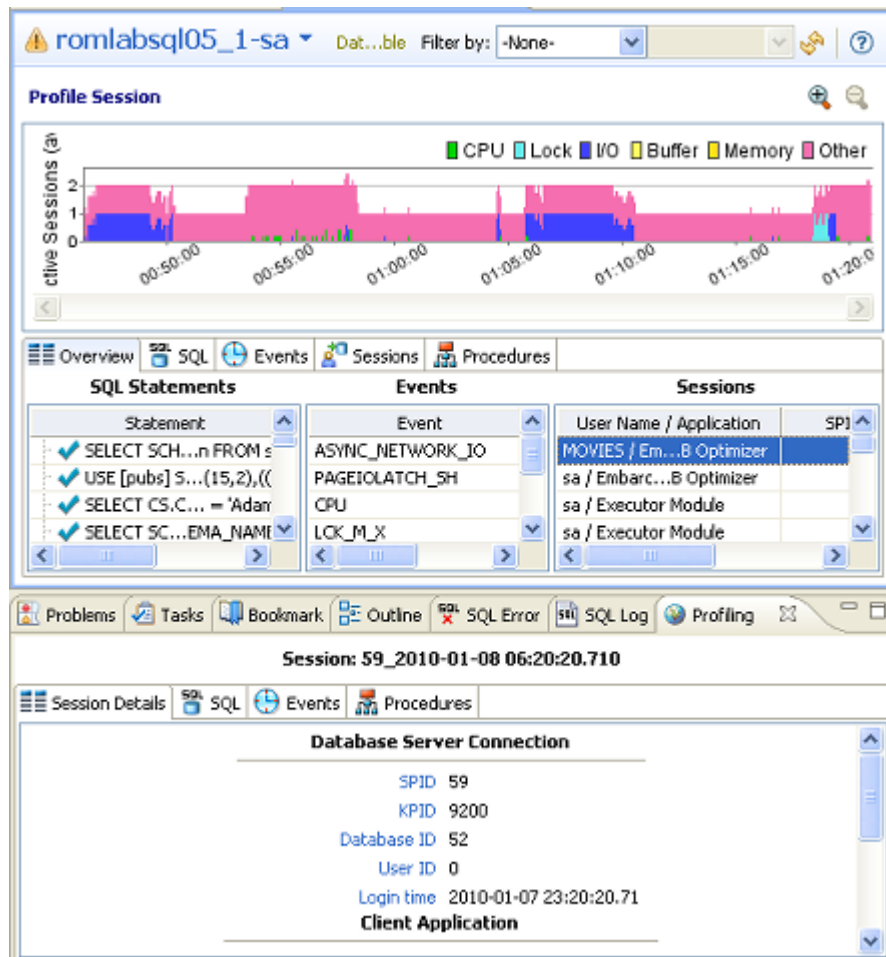 romlabsql05_1-sa Dat...ble Filter by: -None-
Profile Session
CPU Lock I/O Buffer Memory Other
ctive Sessions (a
2
1
0
00:50:00 00:55:00 01:00:00 01:05:00 01:10:00 01:15:00 01:20:0
Overview SQL Events Sessions Procedures
SQL Statements Events Sessions
Statement Event User Name / Application SPI
SELECT SCH...n FROM s ASYNC_NETWORK_IO MOVIES / Em...B Optimizer
USE [pubs] S...(15,2),(( PAGEIOLATCH_SH sa / Embarc...B Optimizer
SELECT CS.C... = 'Adam CPU sa / Executor Module
SELECT SC...EMA_NAME LCK_M_X sa / Executor Module
Problems Tasks Bookmark Outline SQL Error SQL Log Profiling
Session: 59_2010-01-08 06:20:20.710
Session Details SQL Events Procedures
Database Server Connection
SPID 59
KPID 9200
Database ID 52
User ID 0
Login time 2010-01-07 23:20:20.71
Client Application